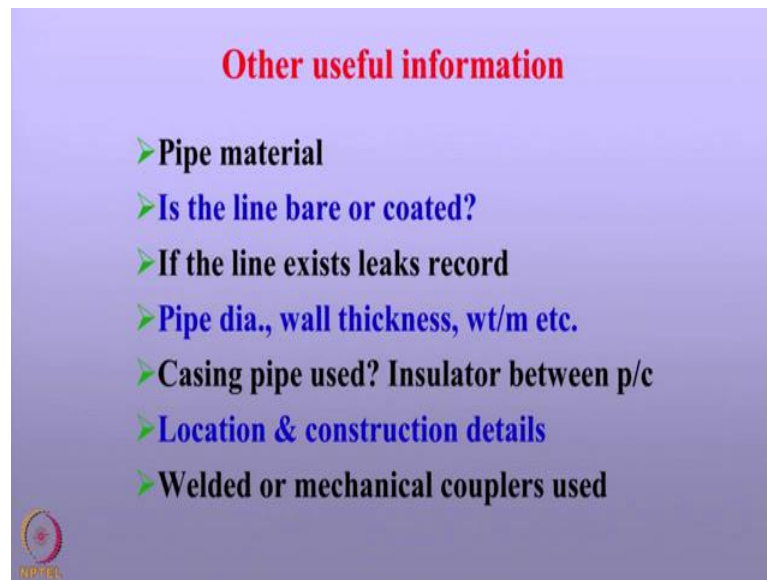 Other useful information
Pipe material
Is the line bare or coated?
If the line exists leaks record
Pipe dia., wall thickness, wt/m etc.
Casing pipe used? Insulator between p/c
Location & construction details
Welded or mechanical couplers used
NPTEL